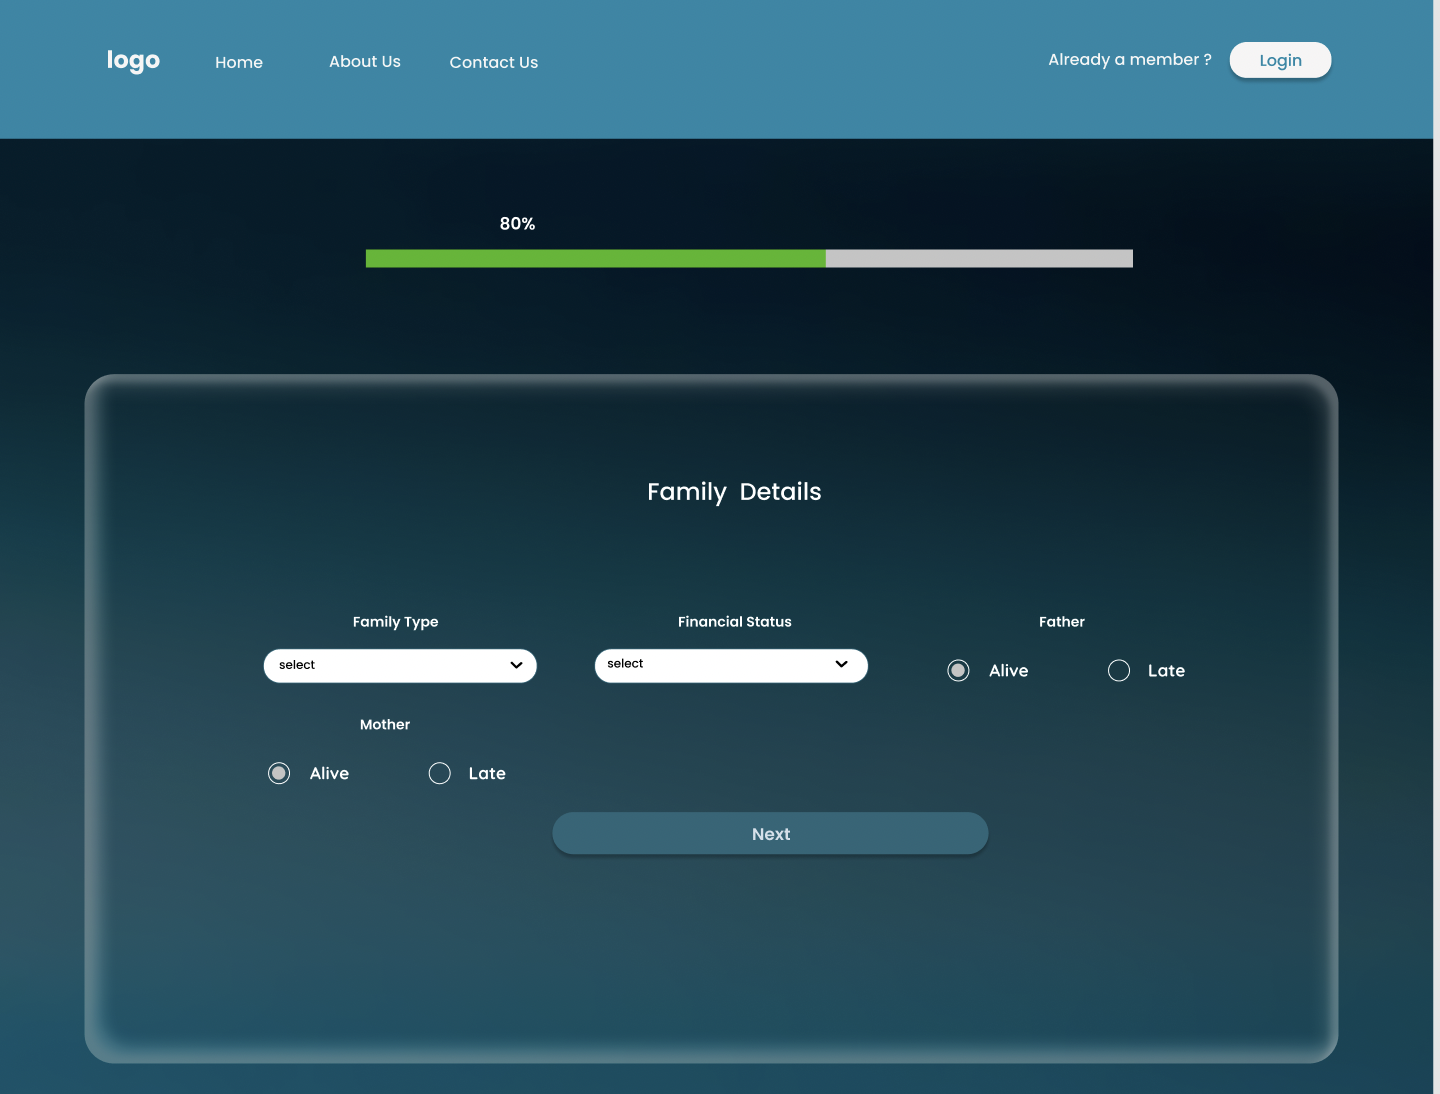 logo Home About Us Contact Us Already a member ? Login
80%
Family Details
Family Type Financial Status Father
select select Alive Late
Mother
Alive Late
Next